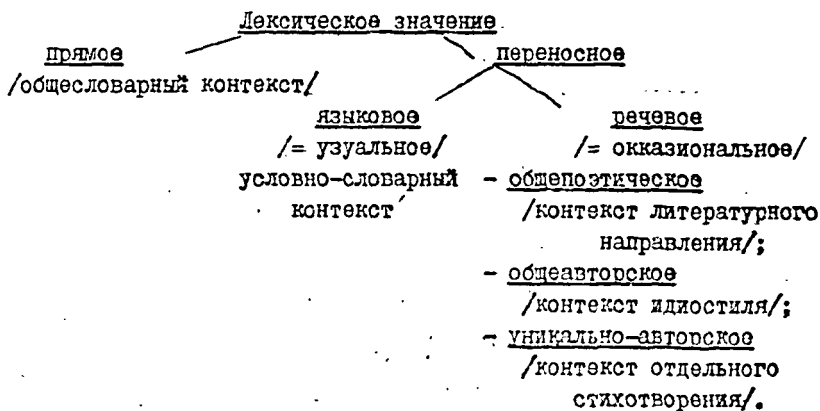 Лексическое значение
прямое переносное
/общесловарный контекст/
языковое речевое
/= узуальное/ /= окказиональное/
условно-словарный - общепоэтическое
контекст /контекст литературного
направления/;
- общеавторское
/контекст идиостиля/;
- уникально-авторское
/контекст отдельного
стихотворения/.